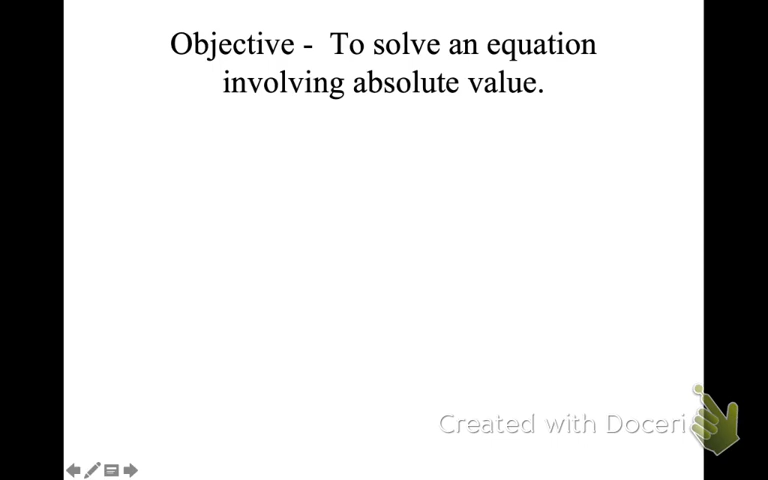 Objective -  To solve an equation
involving absolute value.
Created with Doceri